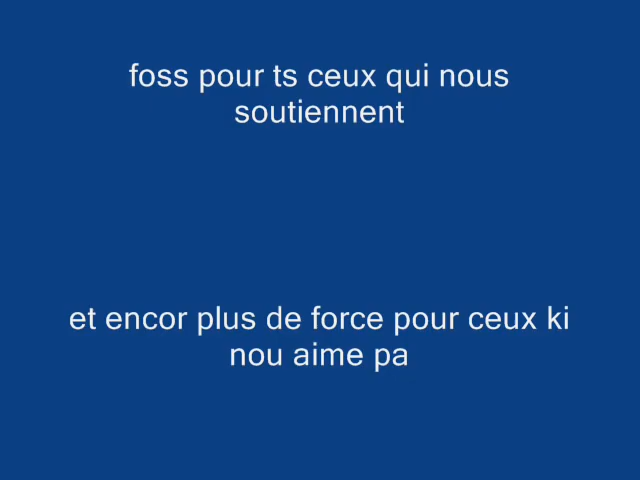 foss pour ts ceux qui nous
soutiennent
et encor plus de force pour ceux ki
nou aime pa